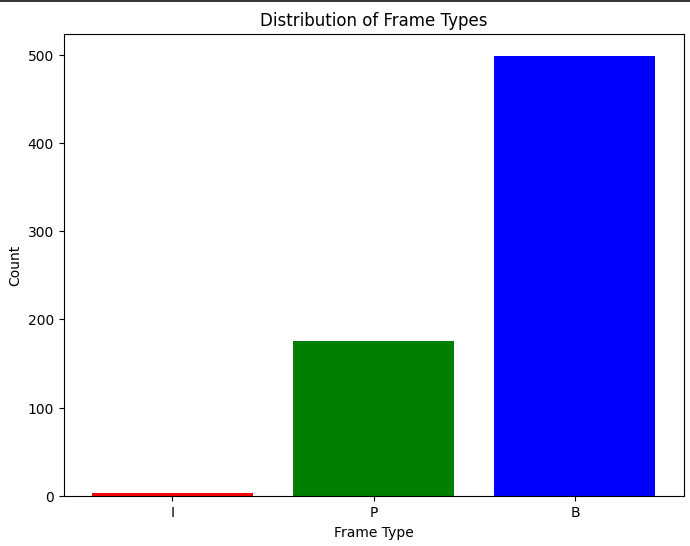 Distribution of Frame Types
500
400
300
200
100
0
Count
I
P
B
Frame Type